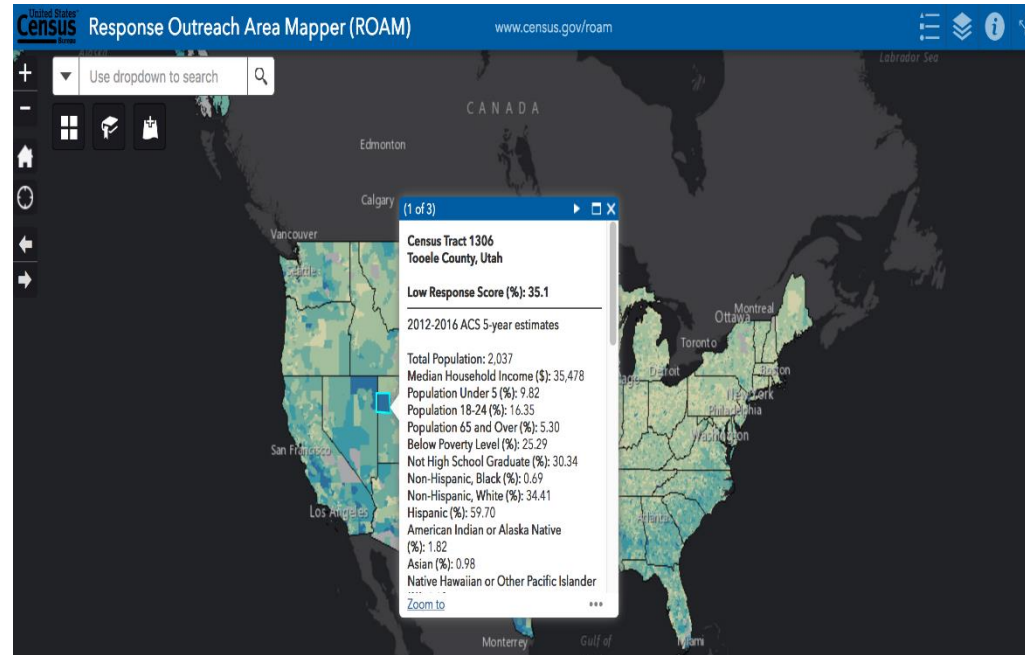 United States™
Census
Bureau
Response Outreach Area Mapper (ROAM)
www.census.gov/roam
Use dropdown to search
Labrador Sea
CANADA
Edmonton
Calgary
Vancouver
Seattle
(1 of 3)
Census Tract 1306
Tooele County, Utah
Low Response Score (%): 35.1
2012-2016 ACS 5-year estimates
Total Population: 2,037
Median Household Income ($): 35,478
Population Under 5 (%): 9.82
Population 18-24 (%): 16.35
Population 65 and Over (%): 5.30
Below Poverty Level (%): 25.29
Not High School Graduate (%): 30.34
Non-Hispanic, Black (%): 0.69
Non-Hispanic, White (%): 34.41
Hispanic (%): 59.70
American Indian or Alaska Native
(%): 1.82
Asian (%): 0.98
Native Hawaiian or Other Pacific Islander
Zoom to
Montreal
Ottawa
Toronto
Detroit
Boston
New York
Philadelphia
Washington
San Francisco
Los Angeles
Atlanta
Monterrey
Gulf of
Miami